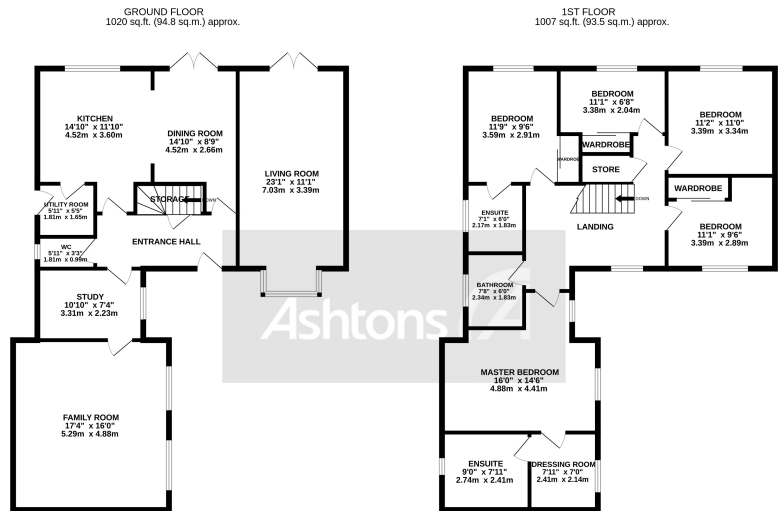 GROUND FLOOR
1020 sq.ft. (94.8 sq.m.) approx.
KITCHEN
14'10" x 11'10"
4.52m x 3.60m
DINING ROOM
14'10" x 8'9"
4.52m x 2.66m
LIVING ROOM
23'1" x 11'1"
7.03m x 3.39m
UTILITY ROOM
5'11" x 5'5"
1.81m x 1.65m
STORAGE
DOWN
WC
5'11" x 3'3"
1.81m x 0.99m
ENTRANCE HALL
STUDY
10'10" x 7'4"
3.31m x 2.23m
FAMILY ROOM
17'4" x 16'0"
5.29m x 4.88m
1ST FLOOR
1007 sq.ft. (93.5 sq.m.) approx.
BEDROOM
11'9" x 9'6"
3.59m x 2.91m
BEDROOM
11'1" x 6'8"
3.38m x 2.04m
BEDROOM
11'2" x 11'0"
3.39m x 3.34m
WARDROBE
WARDROBE
STORE
WARDROBE
DOWN
LANDING
ENSUITE
7'1" x 6'0"
2.17m x 1.83m
BEDROOM
11'1" x 9'6"
3.39m x 2.89m
BATHROOM
7'8" x 6'0"
2.34m x 1.83m
MASTER BEDROOM
16'0" x 14'6"
4.88m x 4.41m
ENSUITE
9'0" x 7'11"
2.74m x 2.41m
DRESSING ROOM
7'11" x 7'0"
2.41m x 2.14m
Ashtons